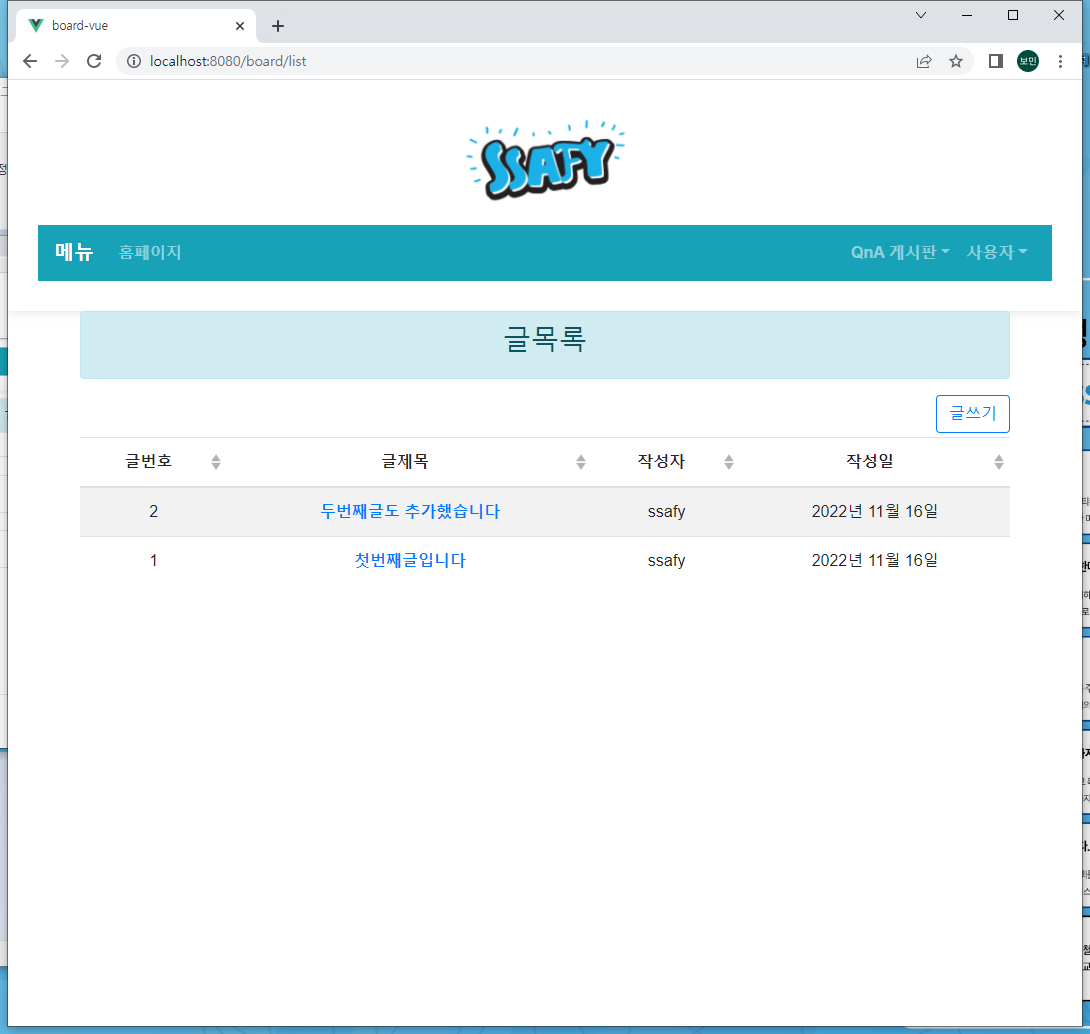 board-vue
localhost:8080/board/list
보민
SSAFY
메뉴 홈페이지 QnA 게시판 사용자
글목록
글쓰기
글번호 글제목 작성자 작성일
2 두번째글도 추가했습니다 ssafy 2022년 11월 16일
1 첫번째글입니다 ssafy 2022년 11월 16일